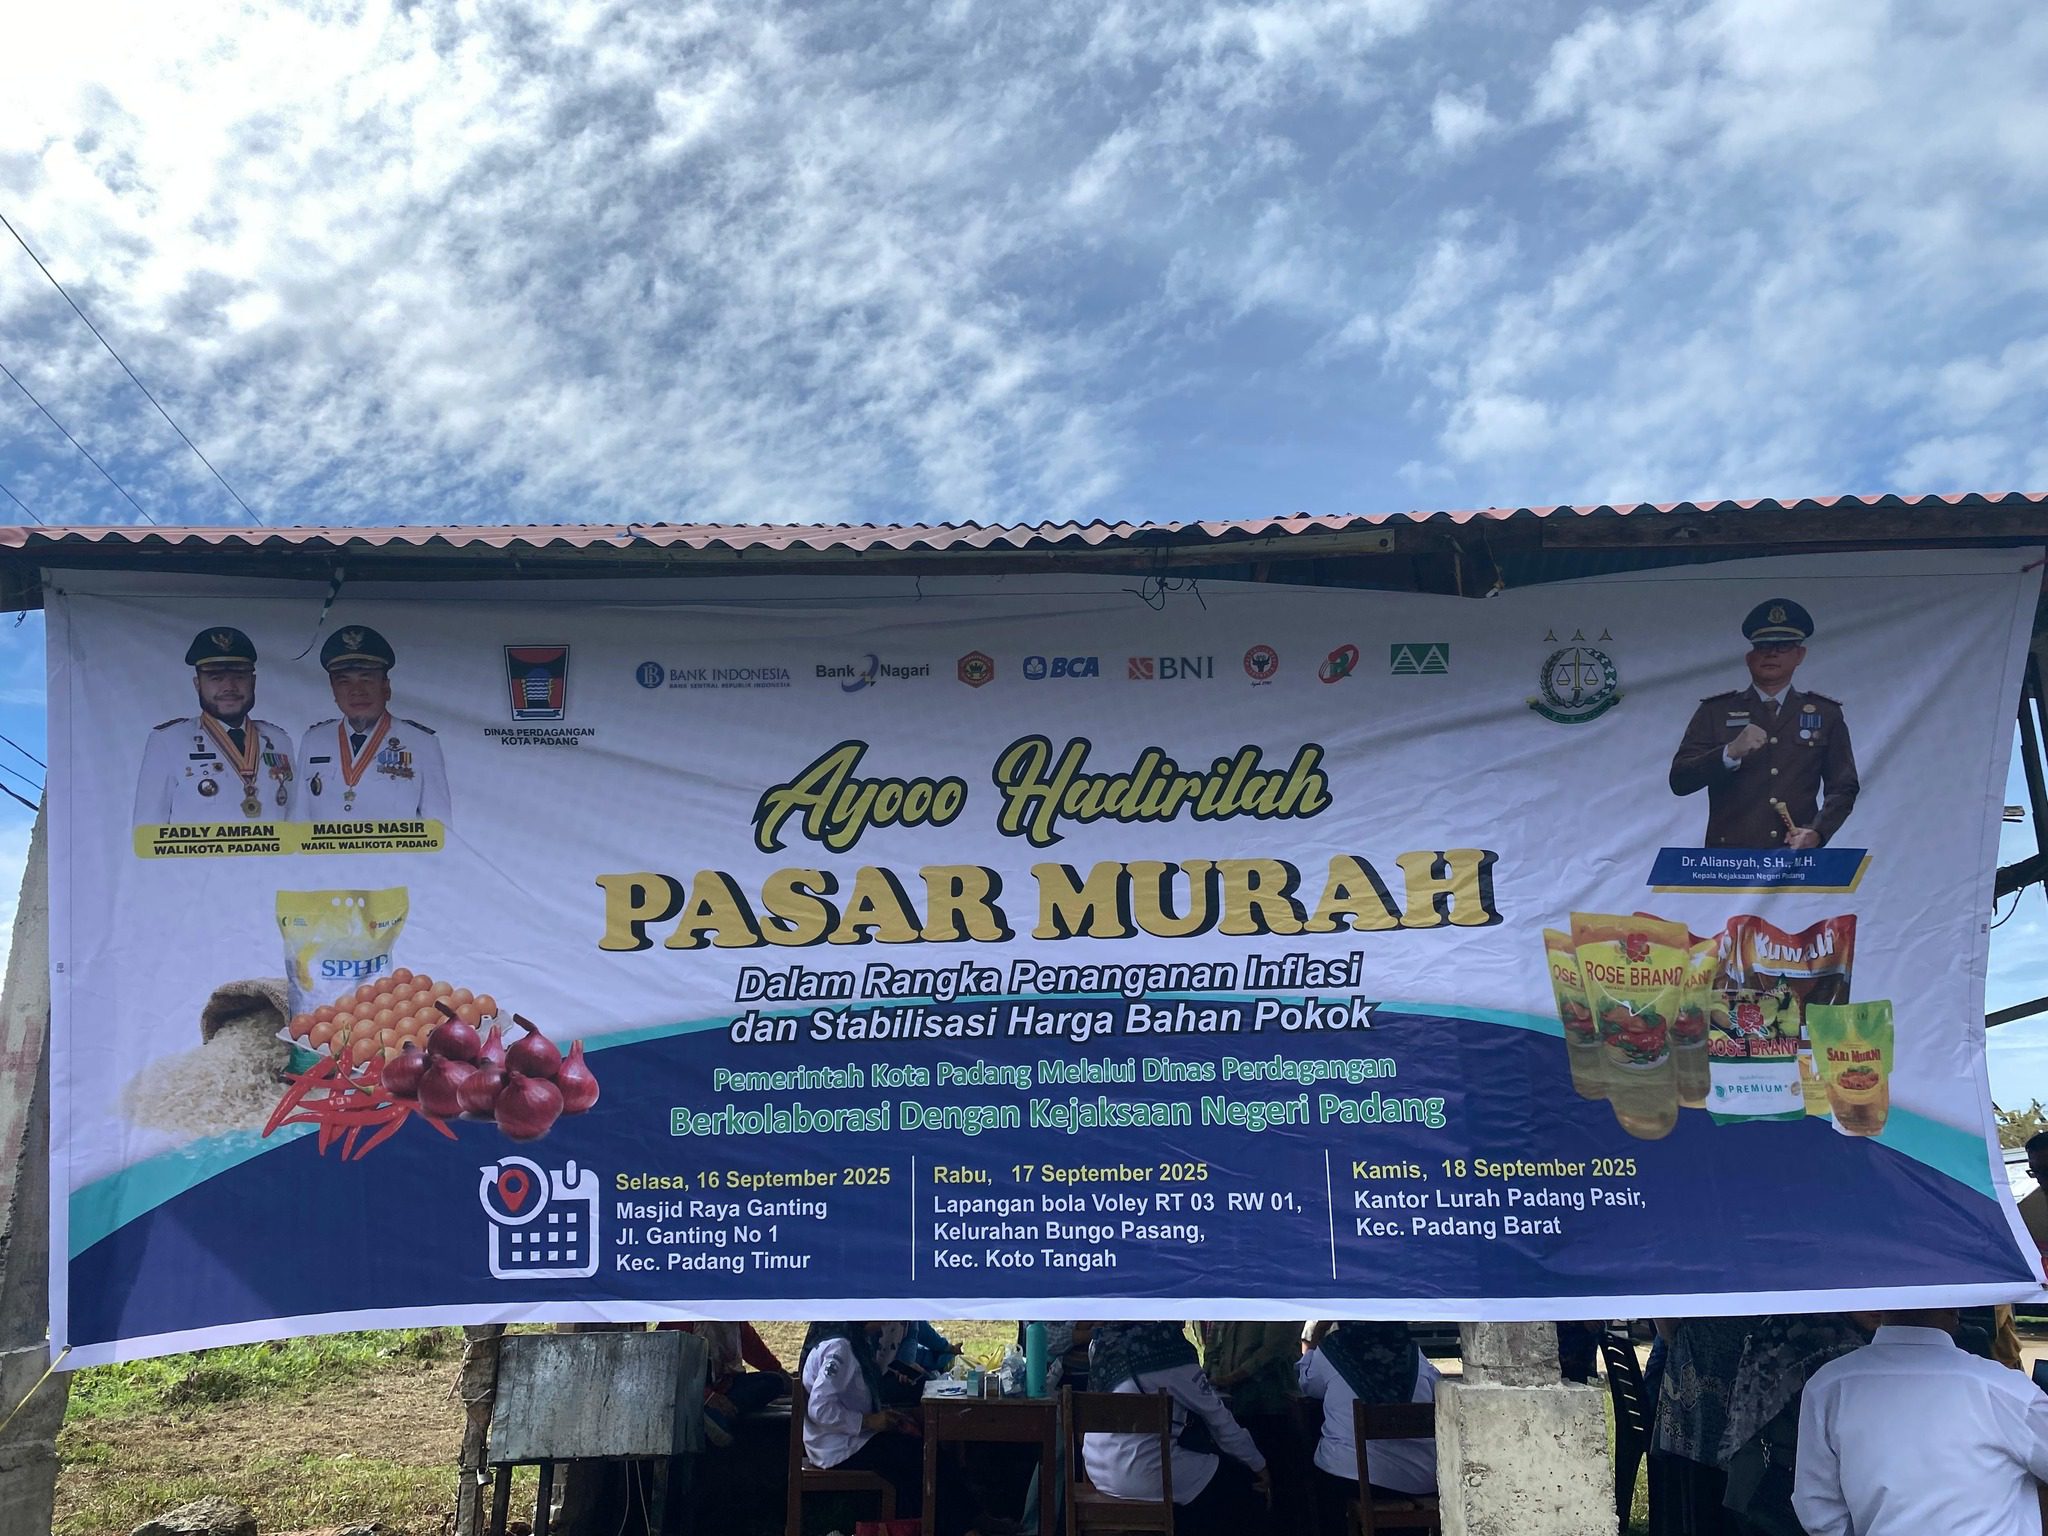 FADLY AMRAN
WALIKOTA PADANG
MAIGUS NASIR
WAKIL WALIKOTA PADANG
DINAS PERDAGANGAN
KOTA PADANG
BANK INDONESIA
BANK SENTRAL REPUBLIK INDONESIA
Bank Nagari
BCA
BNI
Dr. Aliansyah, S.H., M.H.
Kepala Kejaksaan Negeri Padang
Ayooo Hadirilah
PASAR MURAH
Dalam Rangka Penanganan Inflasi
dan Stabilisasi Harga Bahan Pokok
Pemerintah Kota Padang Melalui Dinas Perdagangan
Berkolaborasi Dengan Kejaksaan Negeri Padang
SPHP
ROSE BRAND
Kuwali
ROSE BRAND
PREMIUM
SARI MURNI
Selasa, 16 September 2025
Masjid Raya Ganting
Jl. Ganting No 1
Kec. Padang Timur
Rabu, 17 September 2025
Lapangan bola Voley RT 03 RW 01,
Kelurahan Bungo Pasang,
Kec. Koto Tangah
Kamis, 18 September 2025
Kantor Lurah Padang Pasir,
Kec. Padang Barat